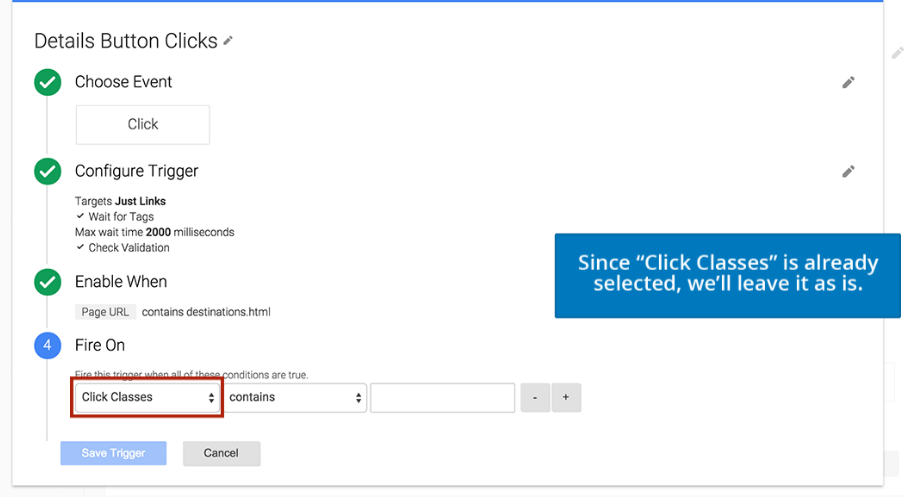 Details Button Clicks
Choose Event
Click
Configure Trigger
Targets Just Links
Wait for Tags
Max wait time 2000 milliseconds
Check Validation
Since “Click Classes” is already
selected, we’ll leave it as is.
Enable When
Page URL contains destinations.html
4 Fire On
Fire this trigger when all of these conditions are true.
Click Classes contains - +
Save Trigger Cancel